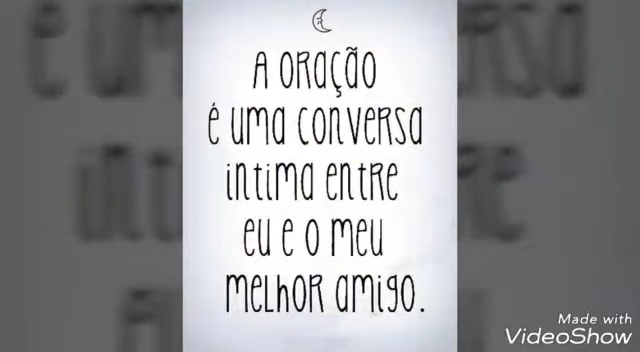 A ORAÇÃO
É UMA CONVERSA
INTIMA ENTRE
EU E O MEU
MELHOR AMIGO.
Made with
VideoShow